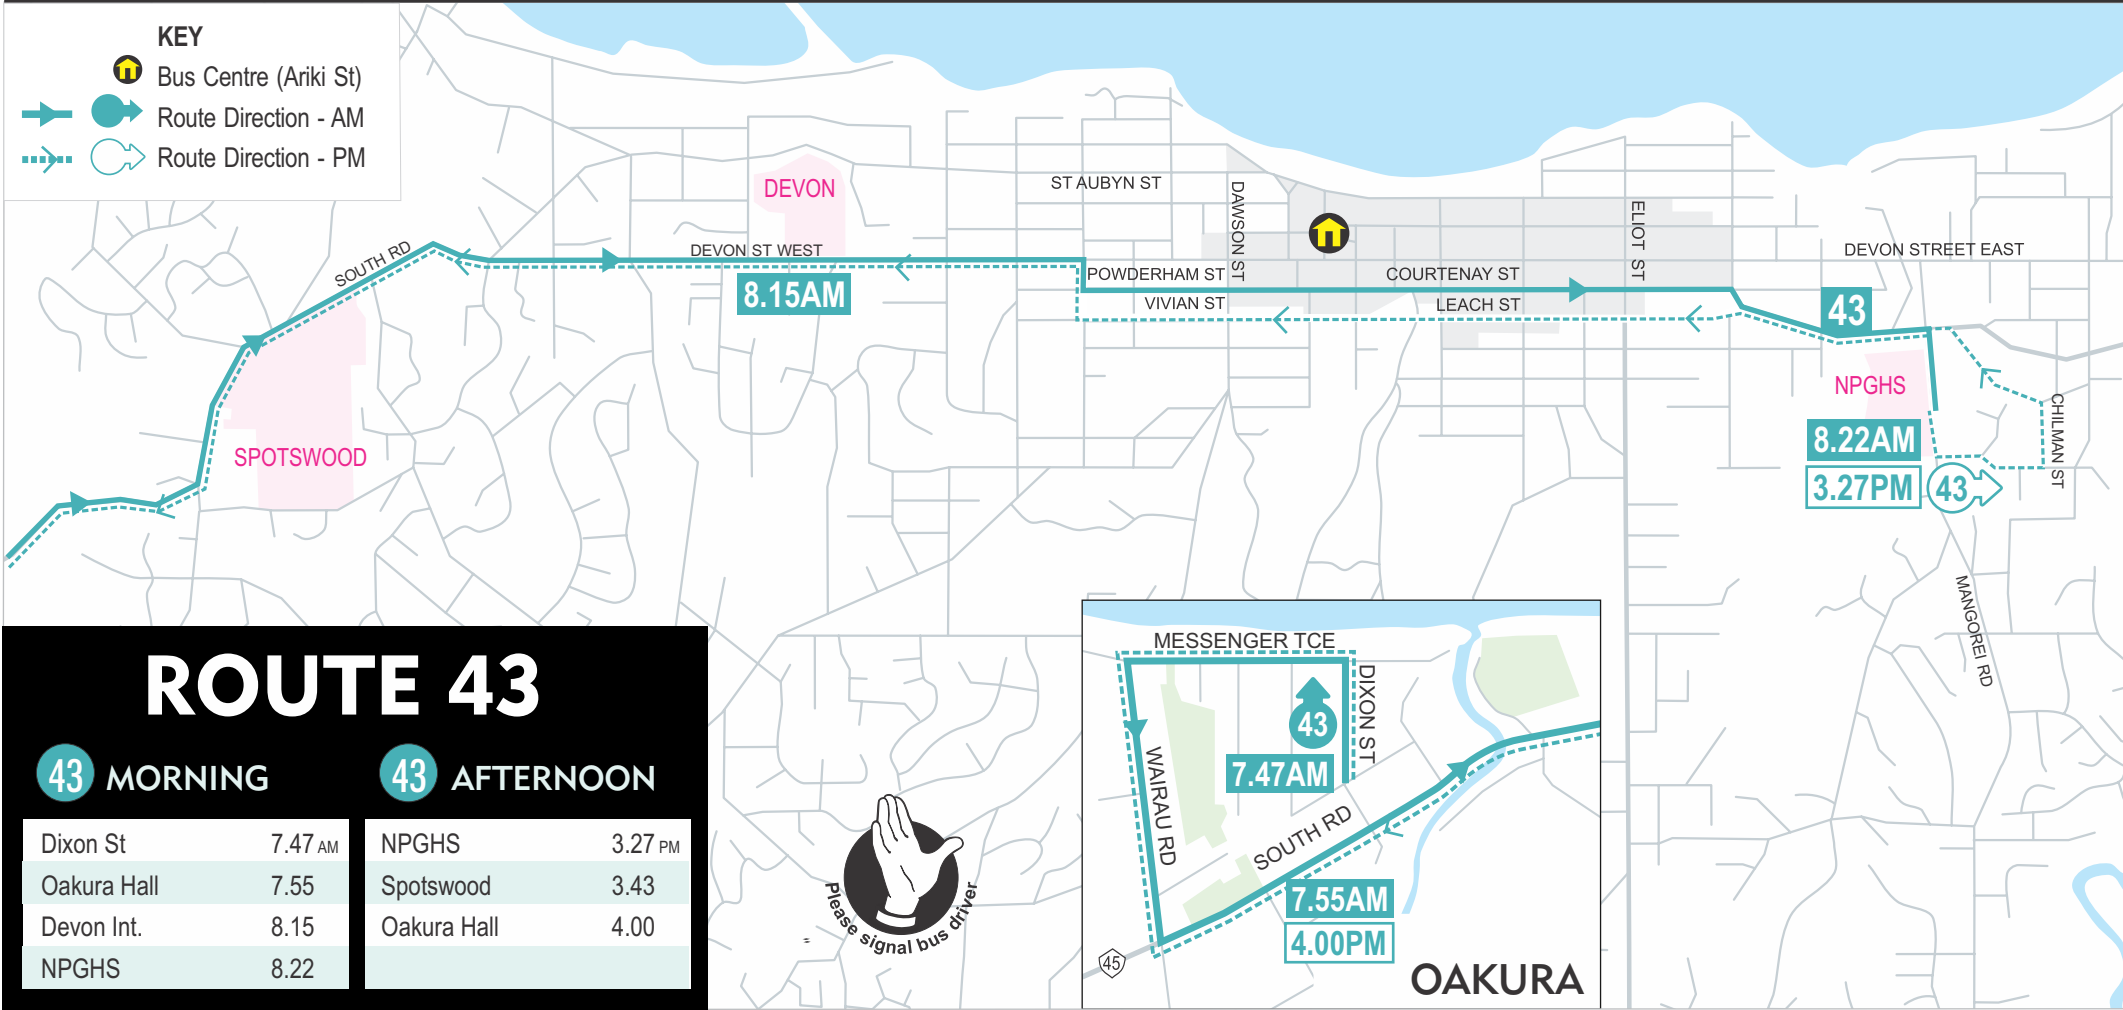 KEY
Bus Centre (Ariki St)
Route Direction - AM
Route Direction - PM
DEVON
ST AUBYN ST
DAWSON ST
ELIOT ST
SOUTH RD
DEVON ST WEST
DEVON STREET EAST
POWDERHAM ST
COURTENAY ST
8.15AM
VIVIAN ST
LEACH ST
43
NPGHS
CHILMAN ST
SPOTSWOOD
8.22AM
3.27PM
43
MANGOREI RD
ROUTE 43
43 MORNING
Dixon St 7.47 AM
Oakura Hall 7.55
Devon Int. 8.15
NPGHS 8.22
43 AFTERNOON
NPGHS 3.27 PM
Spotswood 3.43
Oakura Hall 4.00
Please signal bus driver
MESSENGER TCE
DIXON ST
43
7.47AM
WAIRAU RD
SOUTH RD
7.55AM
4.00PM
45
OAKURA